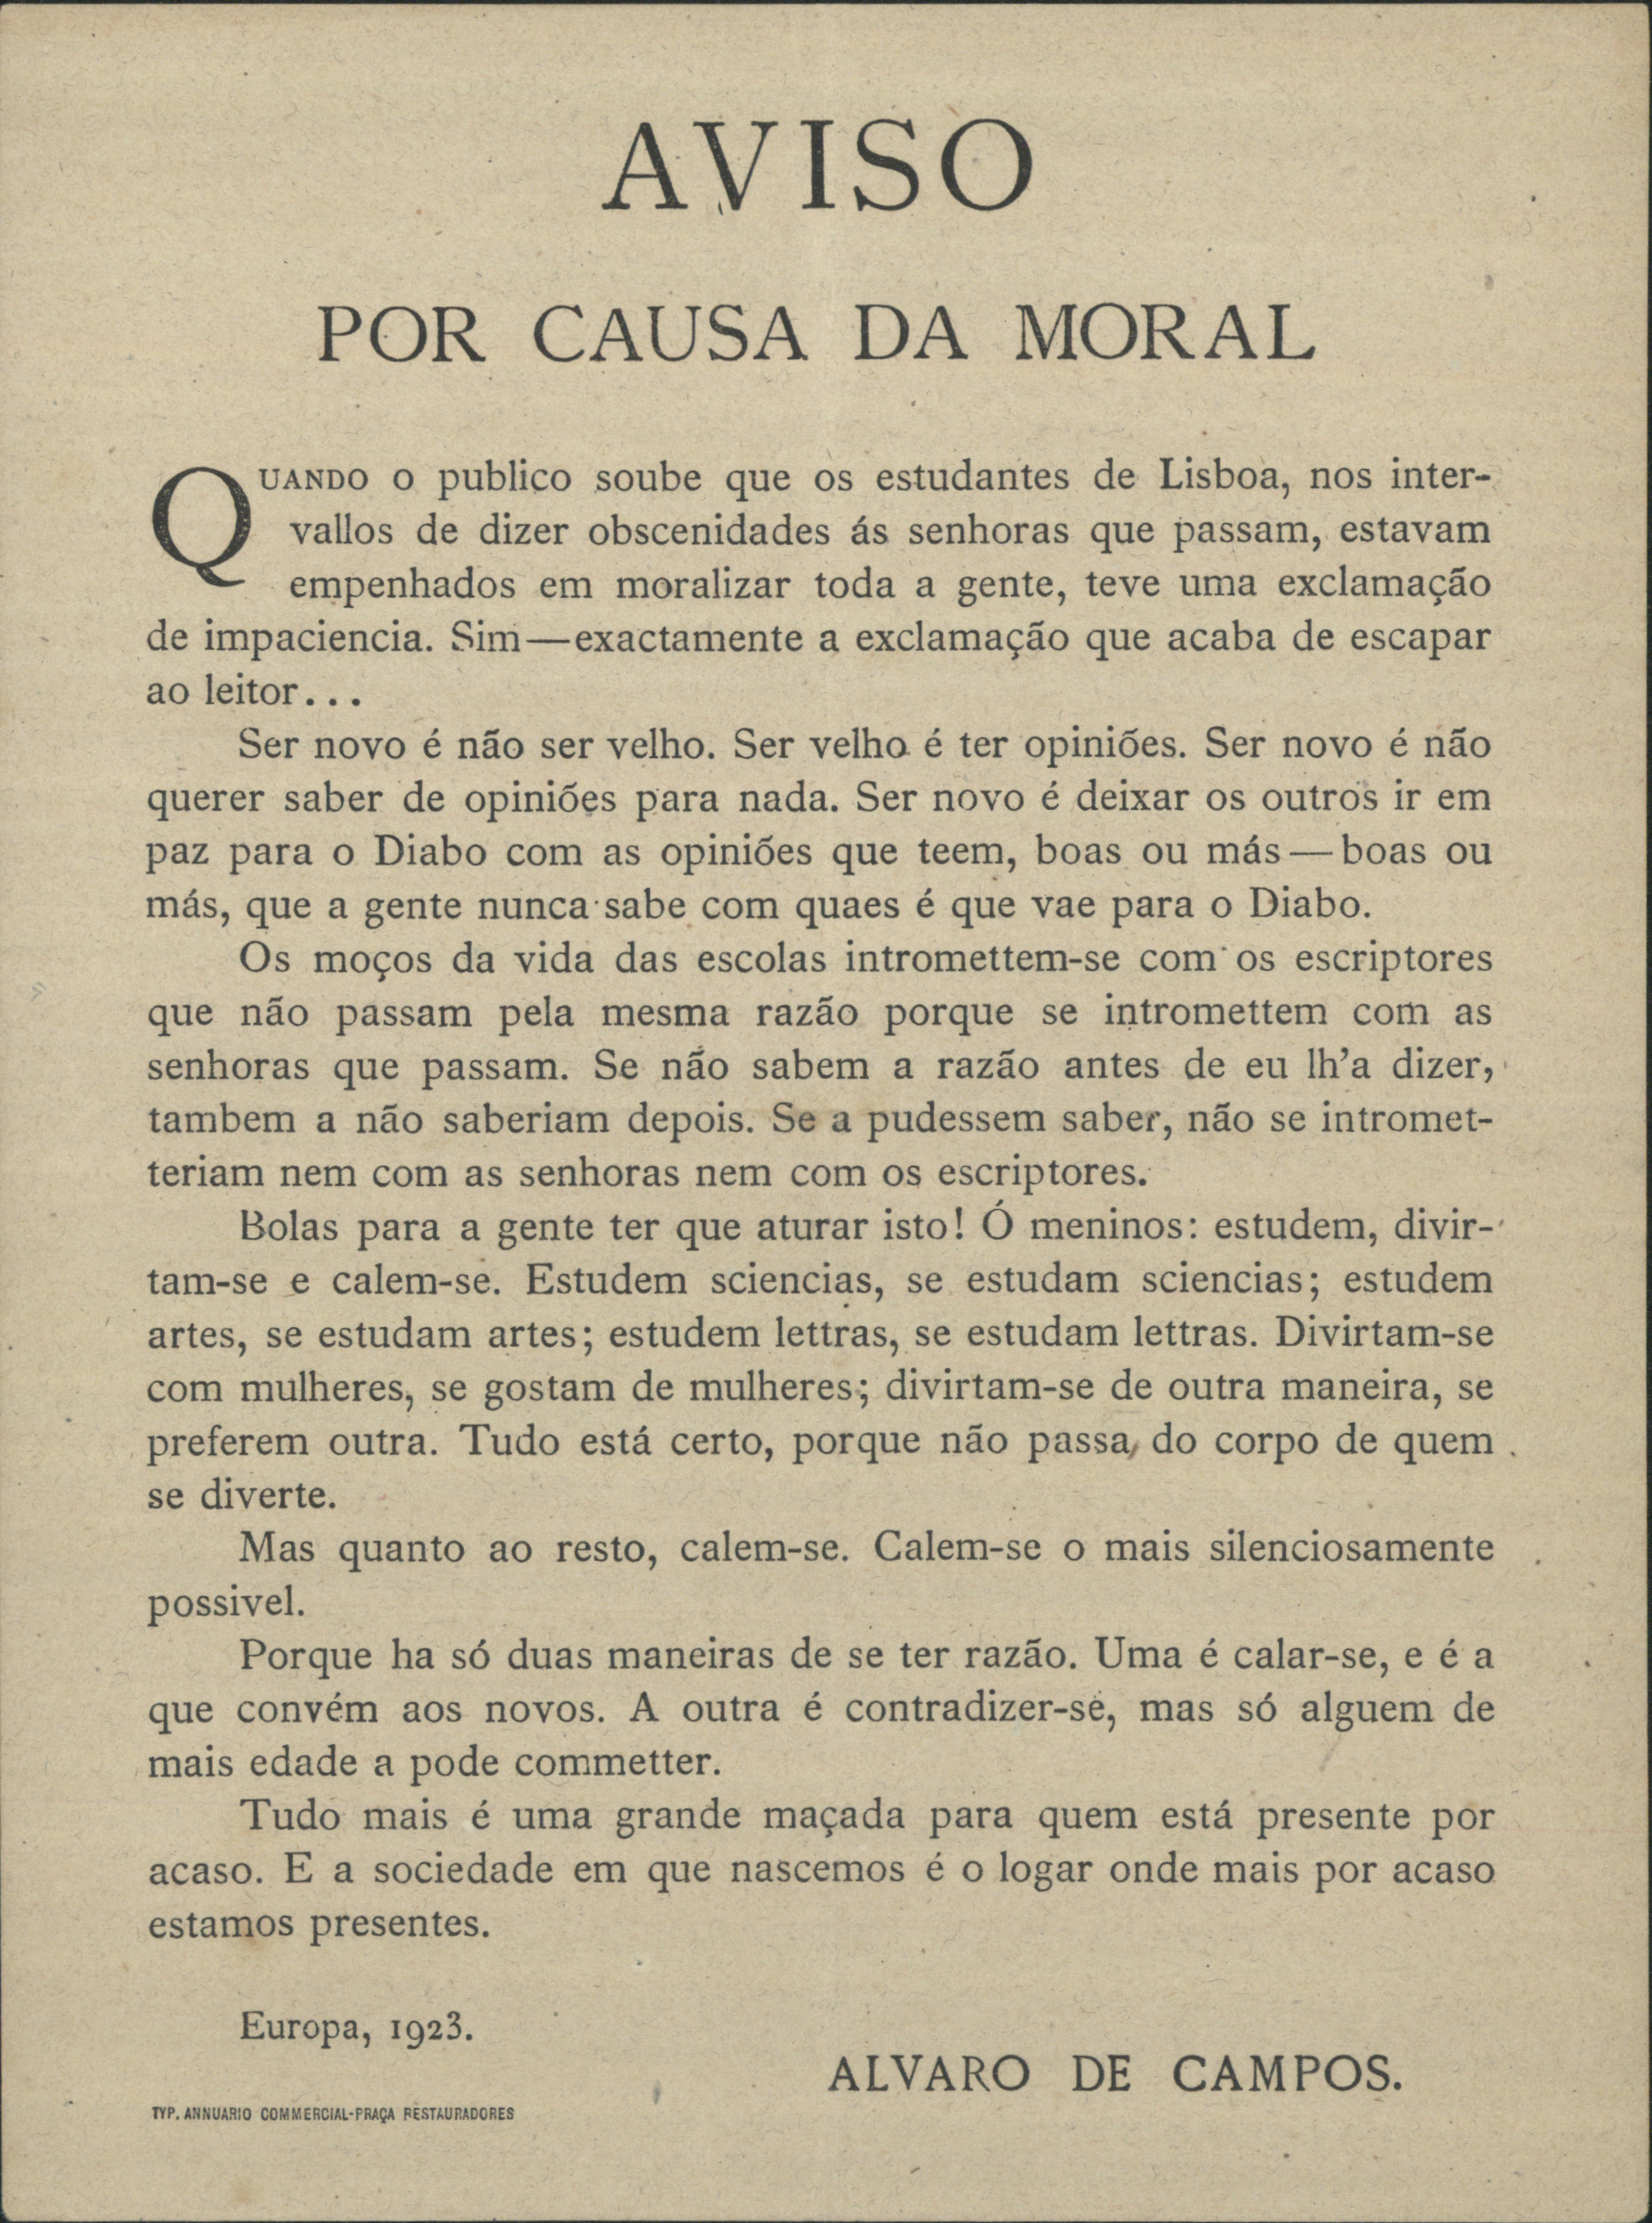 AVISO
POR CAUSA DA MORAL
QUANDO o publico soube que os estudantes de Lisboa, nos inter-
vallos de dizer obscenidades ás senhoras que passam, estavam
empenhados em moralizar toda a gente, teve uma exclamação
de impaciencia. Sim—exactamente a exclamação que acaba de escapar
ao leitor...
Ser novo é não ser velho. Ser velho é ter opiniões. Ser novo é não
querer saber de opiniões para nada. Ser novo é deixar os outros ir em
paz para o Diabo com as opiniões que teem, boas ou más—boas ou
más, que a gente nunca sabe com quaes é que vae para o Diabo.
Os moços da vida das escolas intromettem-se com os escriptores
que não passam pela mesma razão porque se intromettem com as
senhoras que passam. Se não sabem a razão antes de eu lh'a dizer,
tambem a não saberiam depois. Se a pudessem saber, não se intromet-
teriam nem com as senhoras nem com os escriptores.
Bolas para a gente ter que aturar isto! Ó meninos: estudem, divir-
tam-se e calem-se. Estudem sciencias, se estudam sciencias; estudem
artes, se estudam artes; estudem lettras, se estudam lettras. Divirtam-se
com mulheres, se gostam de mulheres; divirtam-se de outra maneira, se
preferem outra. Tudo está certo, porque não passa do corpo de quem
se diverte.
Mas quanto ao resto, calem-se. Calem-se o mais silenciosamente
possivel.
Porque ha só duas maneiras de se ter razão. Uma é calar-se, e é a
que convém aos novos. A outra é contradizer-se, mas só alguem de
mais edade a pode commetter.
Tudo mais é uma grande maçada para quem está presente por
acaso. E a sociedade em que nascemos é o logar onde mais por acaso
estamos presentes.
Europa, 1923.
ALVARO DE CAMPOS.
TYP. ANNUARIO COMMERCIAL-PRAÇA RESTAURADORES